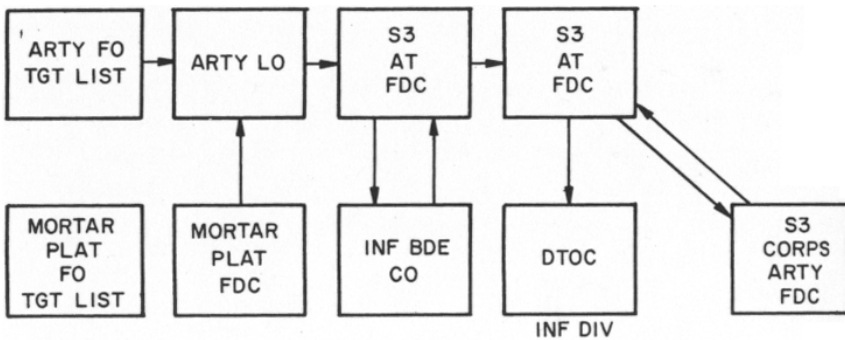 ARTY FO
TGT LIST
ARTY LO
S3
AT
FDC
S3
AT
FDC
MORTAR
PLAT
FO
TGT LIST
MORTAR
PLAT
FDC
INF BDE
CO
DTOC
S3
CORPS
ARTY
FDC
INF DIV